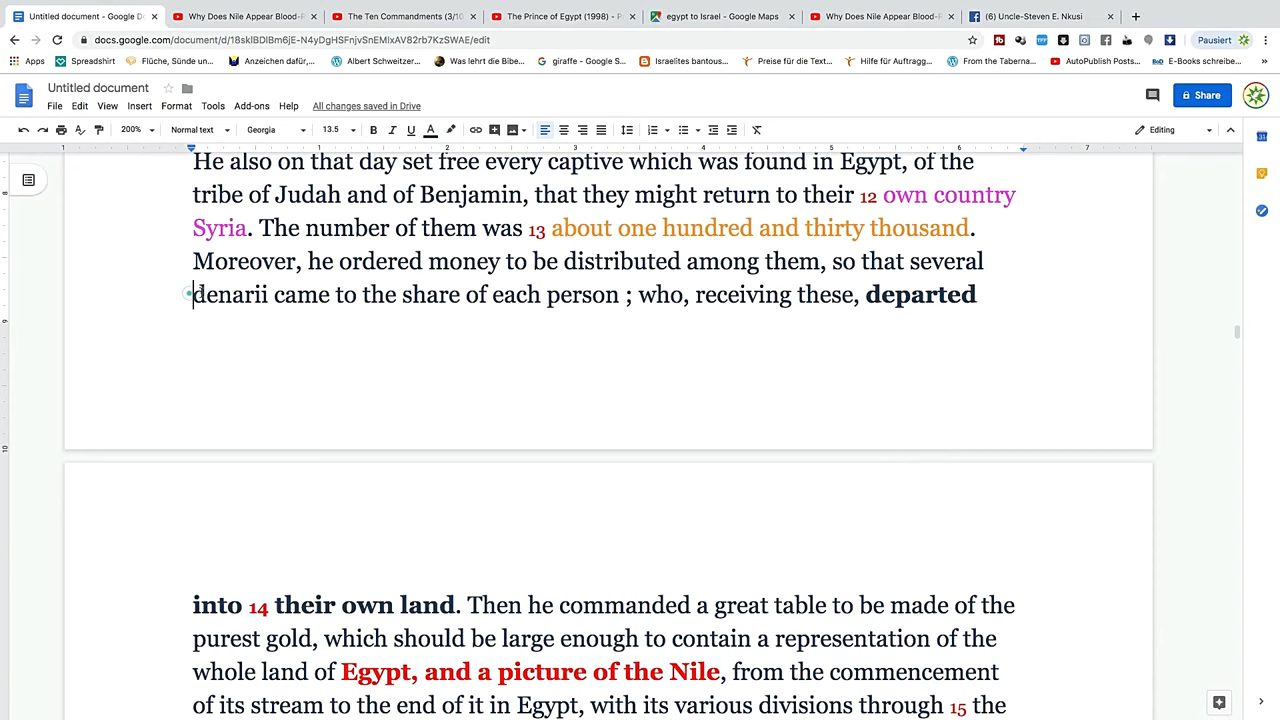 Untitled document - Google D
Why Does Nile Appear Blood-R
The Ten Commandments (3/10
The Prince of Egypt (1998) - P
egypt to Israel - Google Maps
Why Does Nile Appear Blood-R
(6) Uncle-Steven E. Nkusi
Pausiert
Apps
Spreadshirt
Flüche, Sünde un...
Anzeichen dafür,...
Albert Schweitzer...
Was lehrt die Bibe...
giraffe - Google S...
Israelites bantous...
Preise für die Text...
Hilfe für Auftragg...
From the Taberna...
AutoPublish Posts...
E-Books schreibe...
Untitled document
File Edit View Insert Format Tools Add-ons Help All changes saved in Drive
Share
200% Normal text Georgia 13.5 B I U A Editing
1 1 2 3 4 5 6 7
He also on that day set free every captive which was found in Egypt, of the
tribe of Judah and of Benjamin, that they might return to their 12 own country
Syria. The number of them was 13 about one hundred and thirty thousand.
Moreover, he ordered money to be distributed among them, so that several
denarii came to the share of each person ; who, receiving these, departed
into 14 their own land. Then he commanded a great table to be made of the
purest gold, which should be large enough to contain a representation of the
whole land of Egypt, and a picture of the Nile, from the commencement
of its stream to the end of it in Egypt, with its various divisions through 15 the